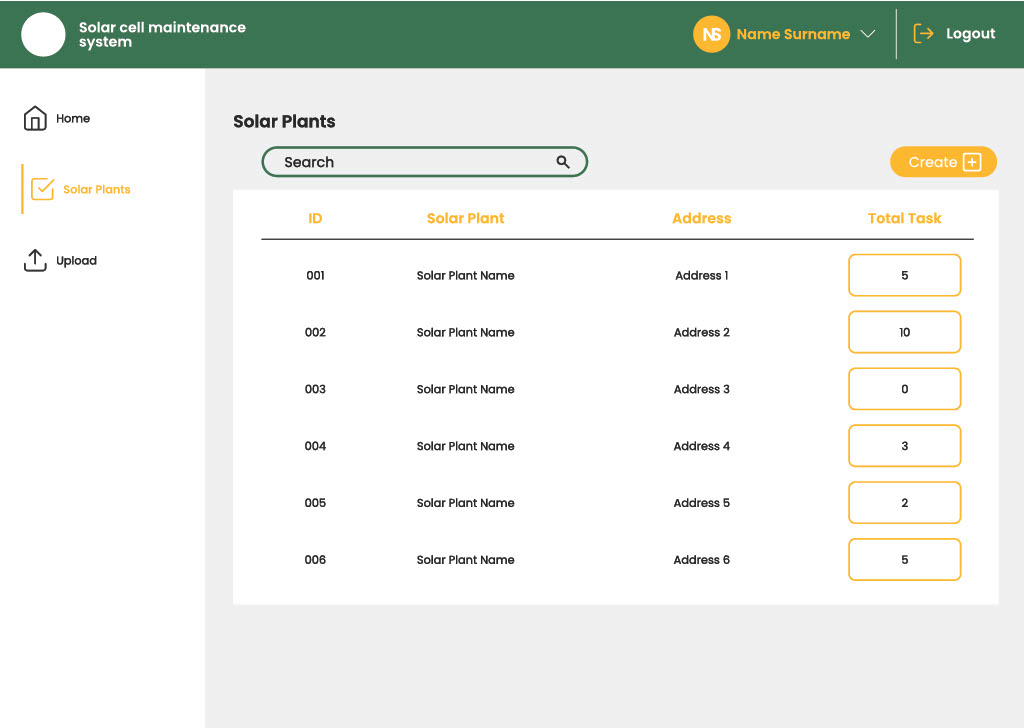 Solar cell maintenance
system
NS
Name Surname
Logout
Home
Solar Plants
Upload
Solar Plants
Search
Create
ID Solar Plant Address Total Task
001 Solar Plant Name Address 1 5
002 Solar Plant Name Address 2 10
003 Solar Plant Name Address 3 0
004 Solar Plant Name Address 4 3
005 Solar Plant Name Address 5 2
006 Solar Plant Name Address 6 5